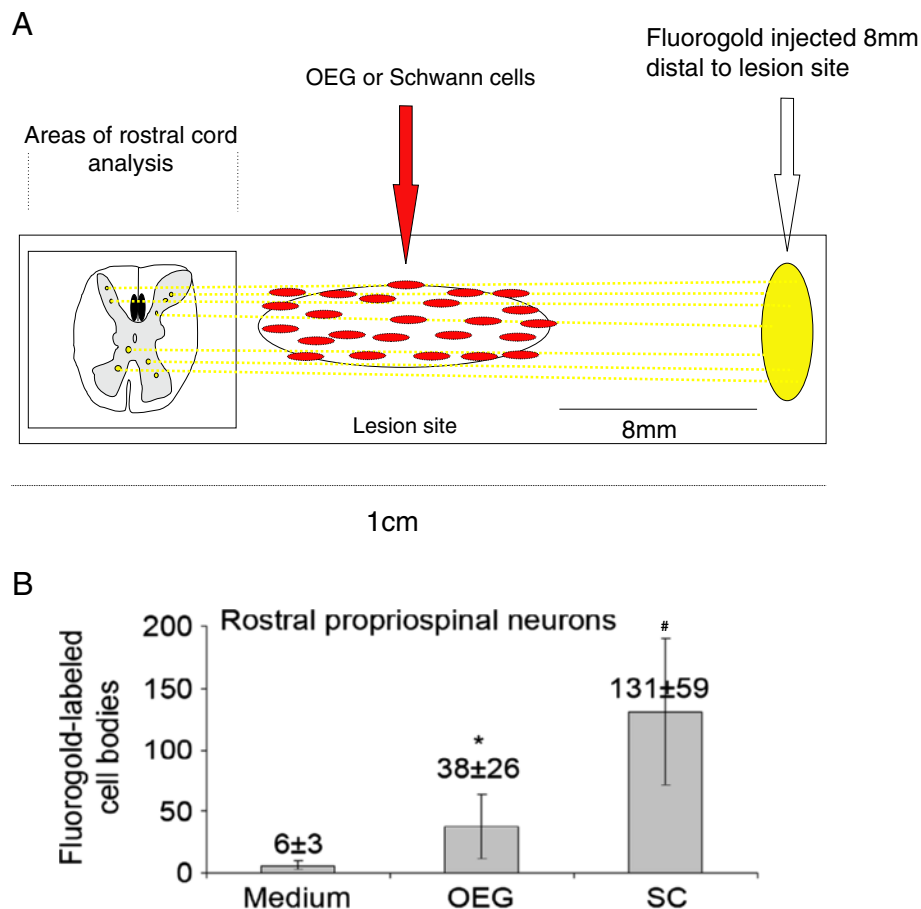 A
Fluorogold injected 8mm
distal to lesion site
OEG or Schwann cells
Areas of rostral cord
analysis
Lesion site
8mm
1cm
B
Rostral propriospinal neurons
Fluorogold-labeled
cell bodies
200
150
100
50
0
6±3
*
38±26
#
131±59
Medium
OEG
SC